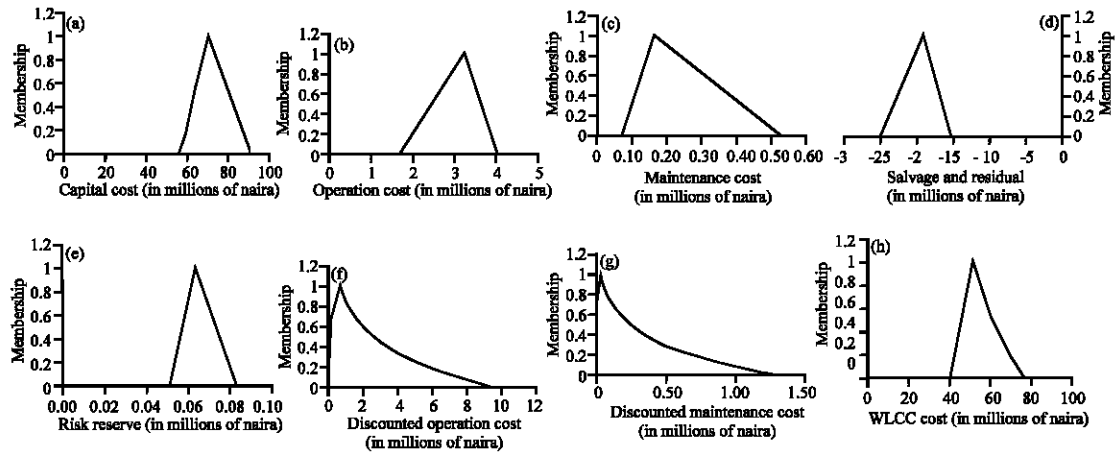 (a)
Membership
1.2
1
0.8
0.6
0.4
0.2
0
0 20 40 60 80 100
Capital cost (in millions of naira)
(b)
Membership
1.2
1
0.8
0.6
0.4
0.2
0
0 1 2 3 4 5
Operation cost (in millions of naira)
(c)
Membership
1.2
1
0.8
0.6
0.4
0.2
0
0 0.10 0.20 0.30 0.40 0.50 0.60
Maintenance cost
(in millions of naira)
(d)
1.2
1
0.8
0.6
0.4
0.2
0
Membership
-3 -25 -2 -15 -10 -5 0
Salvage and residual
(in millions of naira)
(e)
Membership
1.2
1
0.8
0.6
0.4
0.2
0
0.00 0.02 0.04 0.06 0.08 0.10
Risk reserve (in millions of naira)
(f)
Membership
1.2
1
0.8
0.6
0.4
0.2
0
0 2 4 6 8 10 12
Discounted operation cost
(in millions of naira)
(g)
Membership
1.2
1
0.8
0.6
0.4
0.2
0
0 0.50 1.00 1.50
Discounted maintenance cost
(in millions of naira)
(h)
Membership
1.2
1
0.8
0.6
0.4
0.2
0
0 20 40 60 80 100
WLCC cost (in millions of naira)